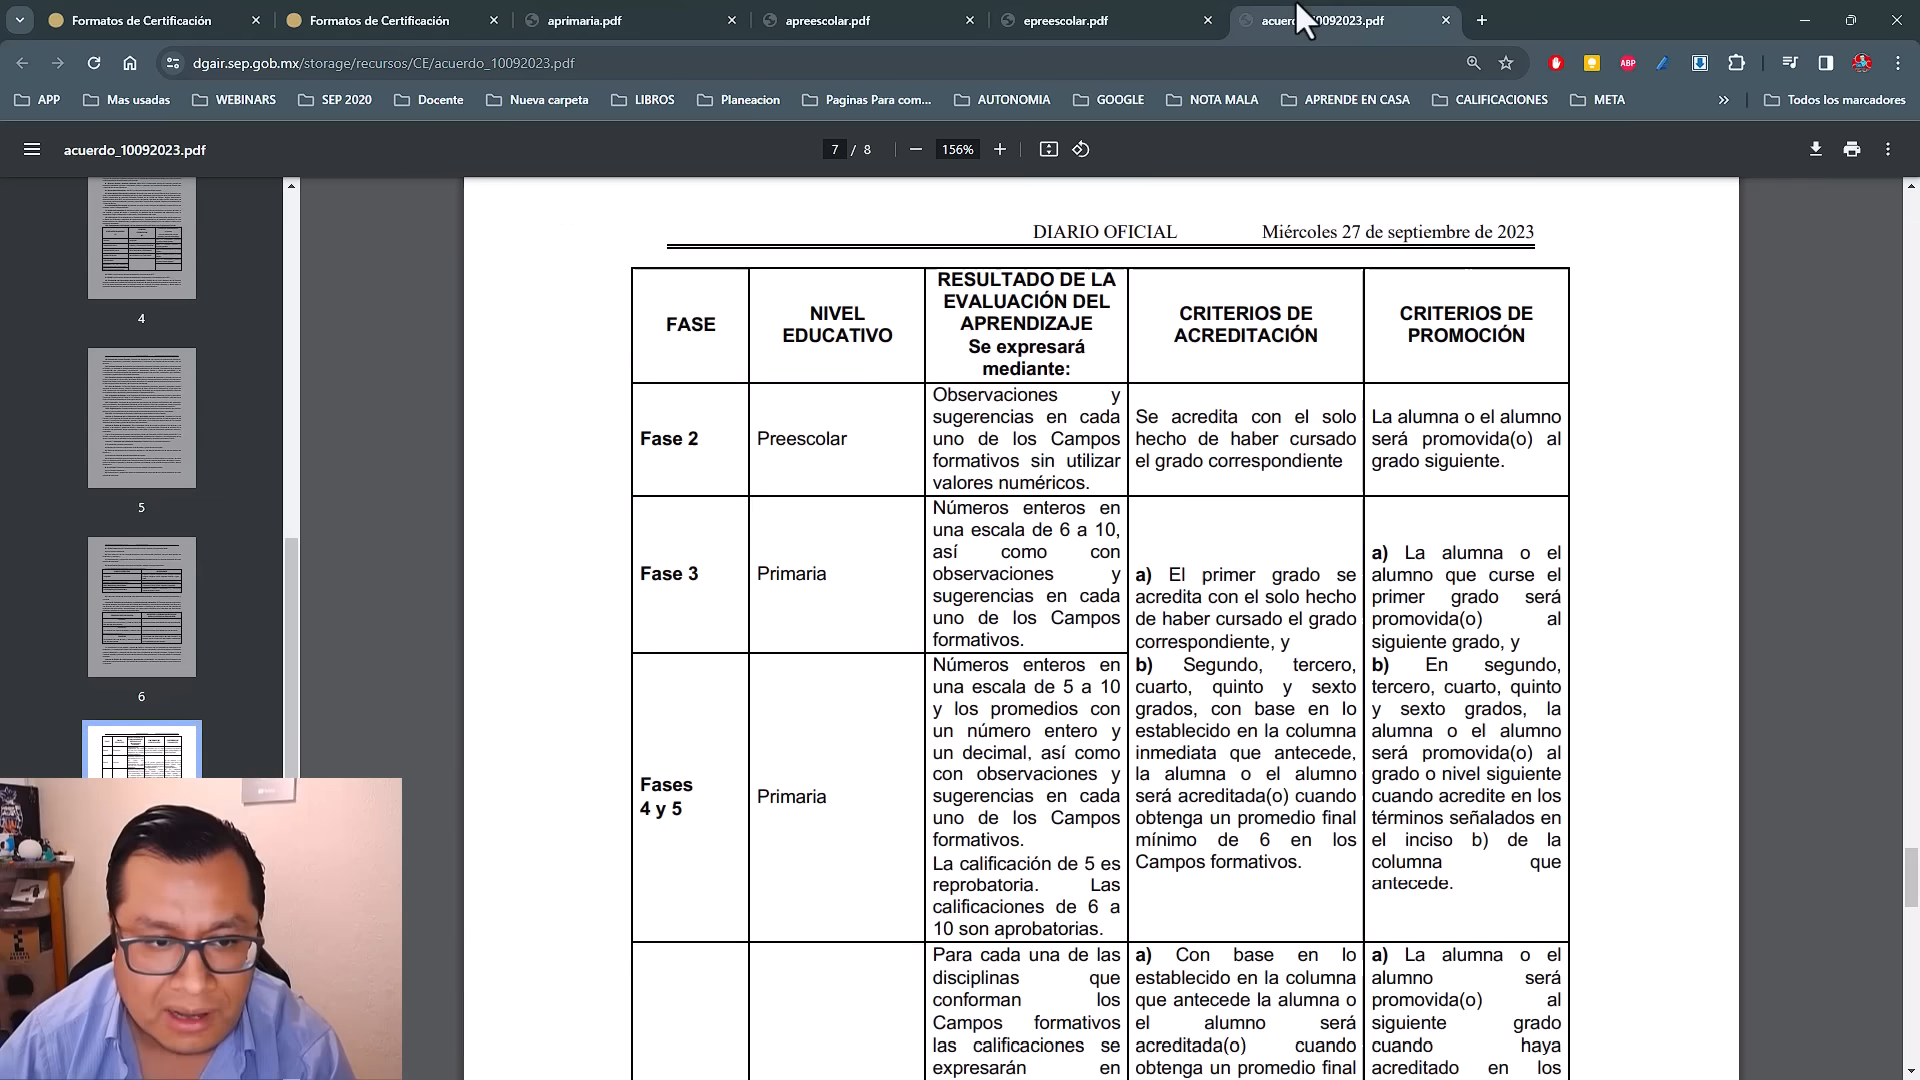 Formatos de Certificación
Formatos de Certificación
aprimaria.pdf
apreescolar.pdf
epreescolar.pdf
0092023.pdf
dgair.sep.gob.mx/storage/recursos/CE/acuerdo_10092023.pdf
ABP
APP
Mas usadas
WEBINARS
SEP 2020
Docente
Nueva carpeta
LIBROS
Planeacion
Paginas Para com...
AUTONOMIA
GOOGLE
NOTA MALA
APRENDE EN CASA
CALIFICACIONES
META
»
Todos los marcadores
acuerdo_10092023.pdf
7 / 8
156%
4
5
6
DIARIO OFICIAL Miércoles 27 de septiembre de 2023
FASE
NIVEL
EDUCATIVO
RESULTADO DE LA
EVALUACIÓN DEL
APRENDIZAJE
Se expresará
mediante:
CRITERIOS DE
ACREDITACIÓN
CRITERIOS DE
PROMOCIÓN
Fase 2
Preescolar
Observaciones y
sugerencias en cada
uno de los Campos
formativos sin utilizar
valores numéricos.
Se acredita con el solo
hecho de haber cursado
el grado correspondiente
La alumna o el alumno
será promovida(o) al
grado siguiente.
Fase 3
Primaria
Números enteros en
una escala de 6 a 10,
así como con
observaciones y
sugerencias en cada
uno de los Campos
formativos.
a) El primer grado se
acredita con el solo hecho
de haber cursado el grado
correspondiente, y
b) Segundo, tercero,
cuarto, quinto y sexto
grados, con base en lo
establecido en la columna
inmediata que antecede,
la alumna o el alumno
será acreditada(o) cuando
obtenga un promedio final
mínimo de 6 en los
Campos formativos.
a) La alumna o el
alumno que curse el
primer grado será
promovida(o) al
siguiente grado, y
b) En segundo,
tercero, cuarto, quinto
y sexto grados, la
alumna o el alumno
será promovida(o) al
grado o nivel siguiente
cuando acredite en los
términos señalados en
el inciso b) de la
columna que
antecede.
Fases
4 y 5
Primaria
Números enteros en
una escala de 5 a 10
y los promedios con
un número entero y
un decimal, así como
con observaciones y
sugerencias en cada
uno de los Campos
formativos.
La calificación de 5 es
reprobatoria. Las
calificaciones de 6 a
10 son aprobatorias.
Para cada una de las
disciplinas que
conforman los
Campos formativos
las calificaciones se
expresarán en
a) Con base en lo
establecido en la columna
que antecede la alumna o
el alumno será
acreditada(o) cuando
obtenga un promedio final
a) La alumna o el
alumno será
promovida(o) al
siguiente grado
cuando haya
acreditado en los